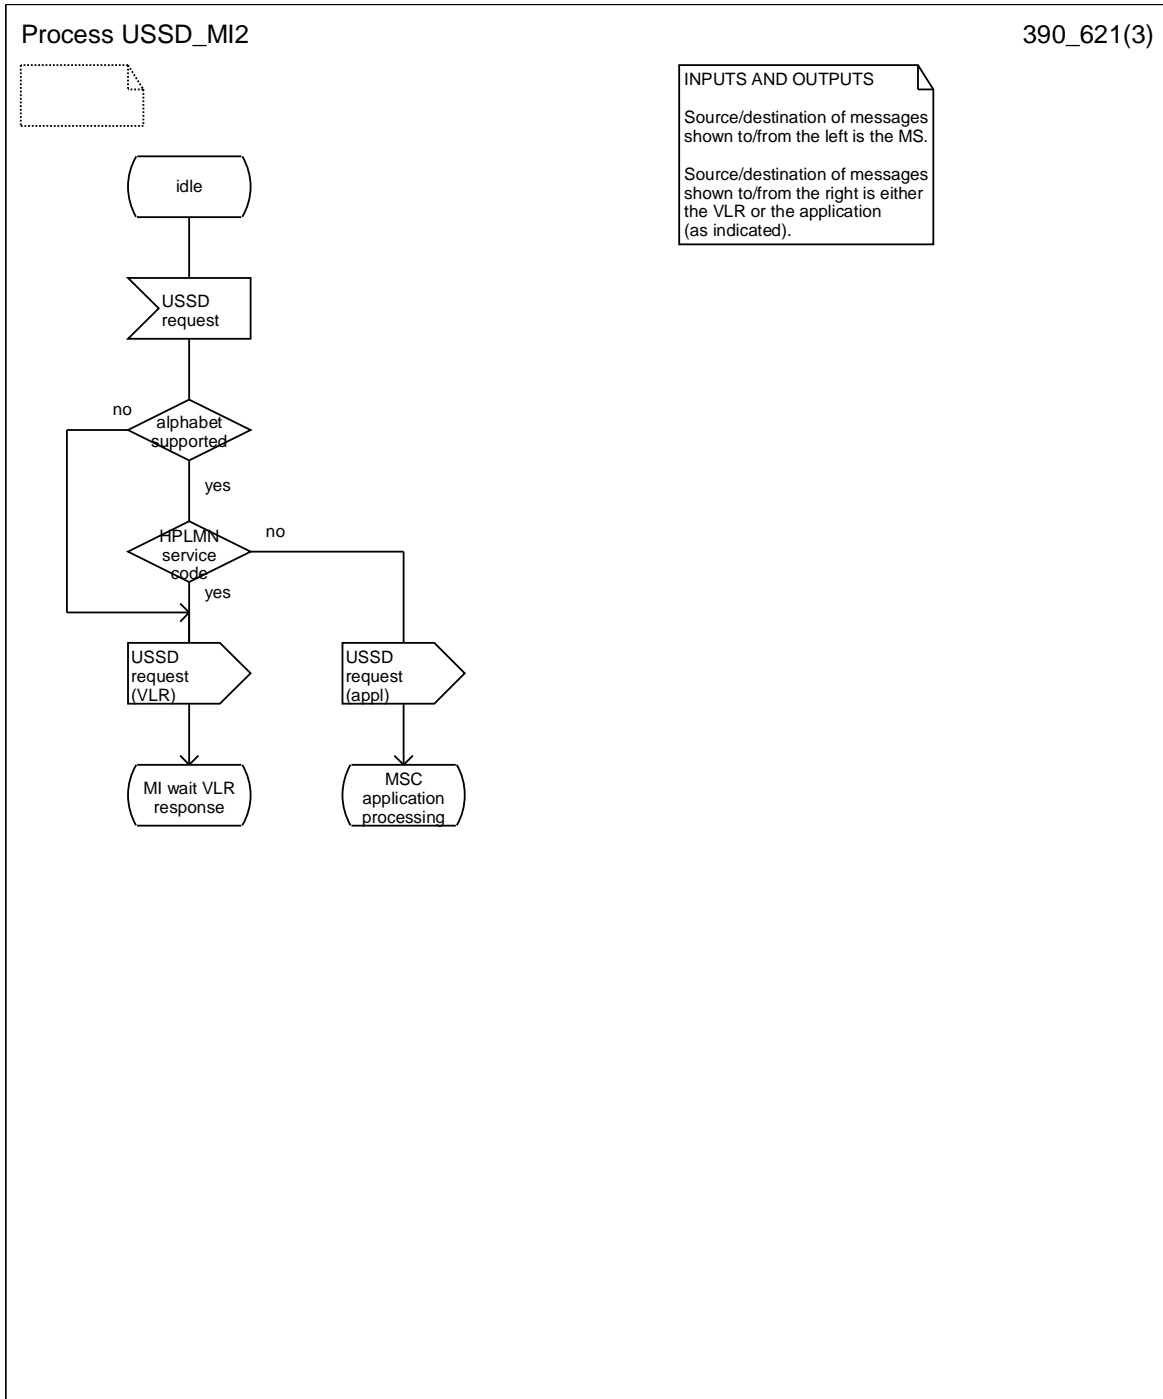 Process USSD_MI2
390_621(3)
INPUTS AND OUTPUTS
Source/destination of messages
shown to/from the left is the MS.
Source/destination of messages
shown to/from the right is either
the VLR or the application
(as indicated).
idle
USSD
request
no
alphabet
supported
yes
HPLMN
service
code
no
yes
USSD
request
(VLR)
USSD
request
(appl)
MI wait VLR
response
MSC
application
processing